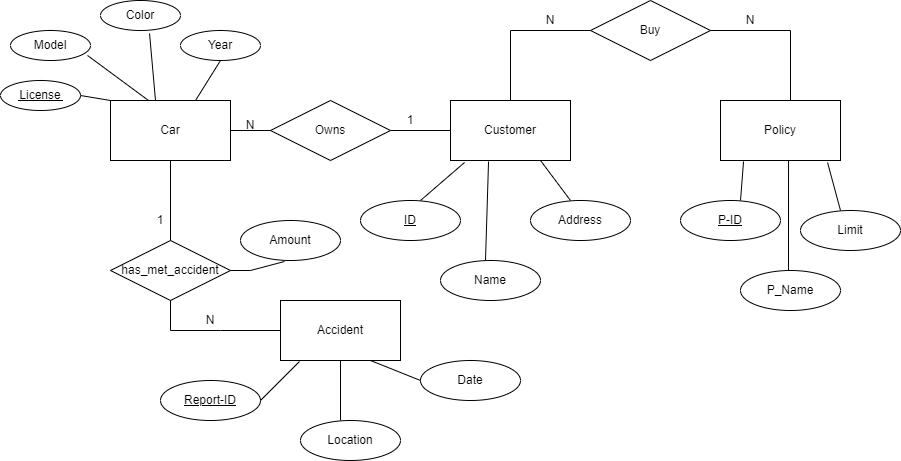 Color
N
Buy
N
Model
Year
License
Car
N
Owns
1
Customer
Policy
1
ID
Address
P-ID
Limit
Amount
has_met_accident
Name
P_Name
N
Accident
Date
Report-ID
Location